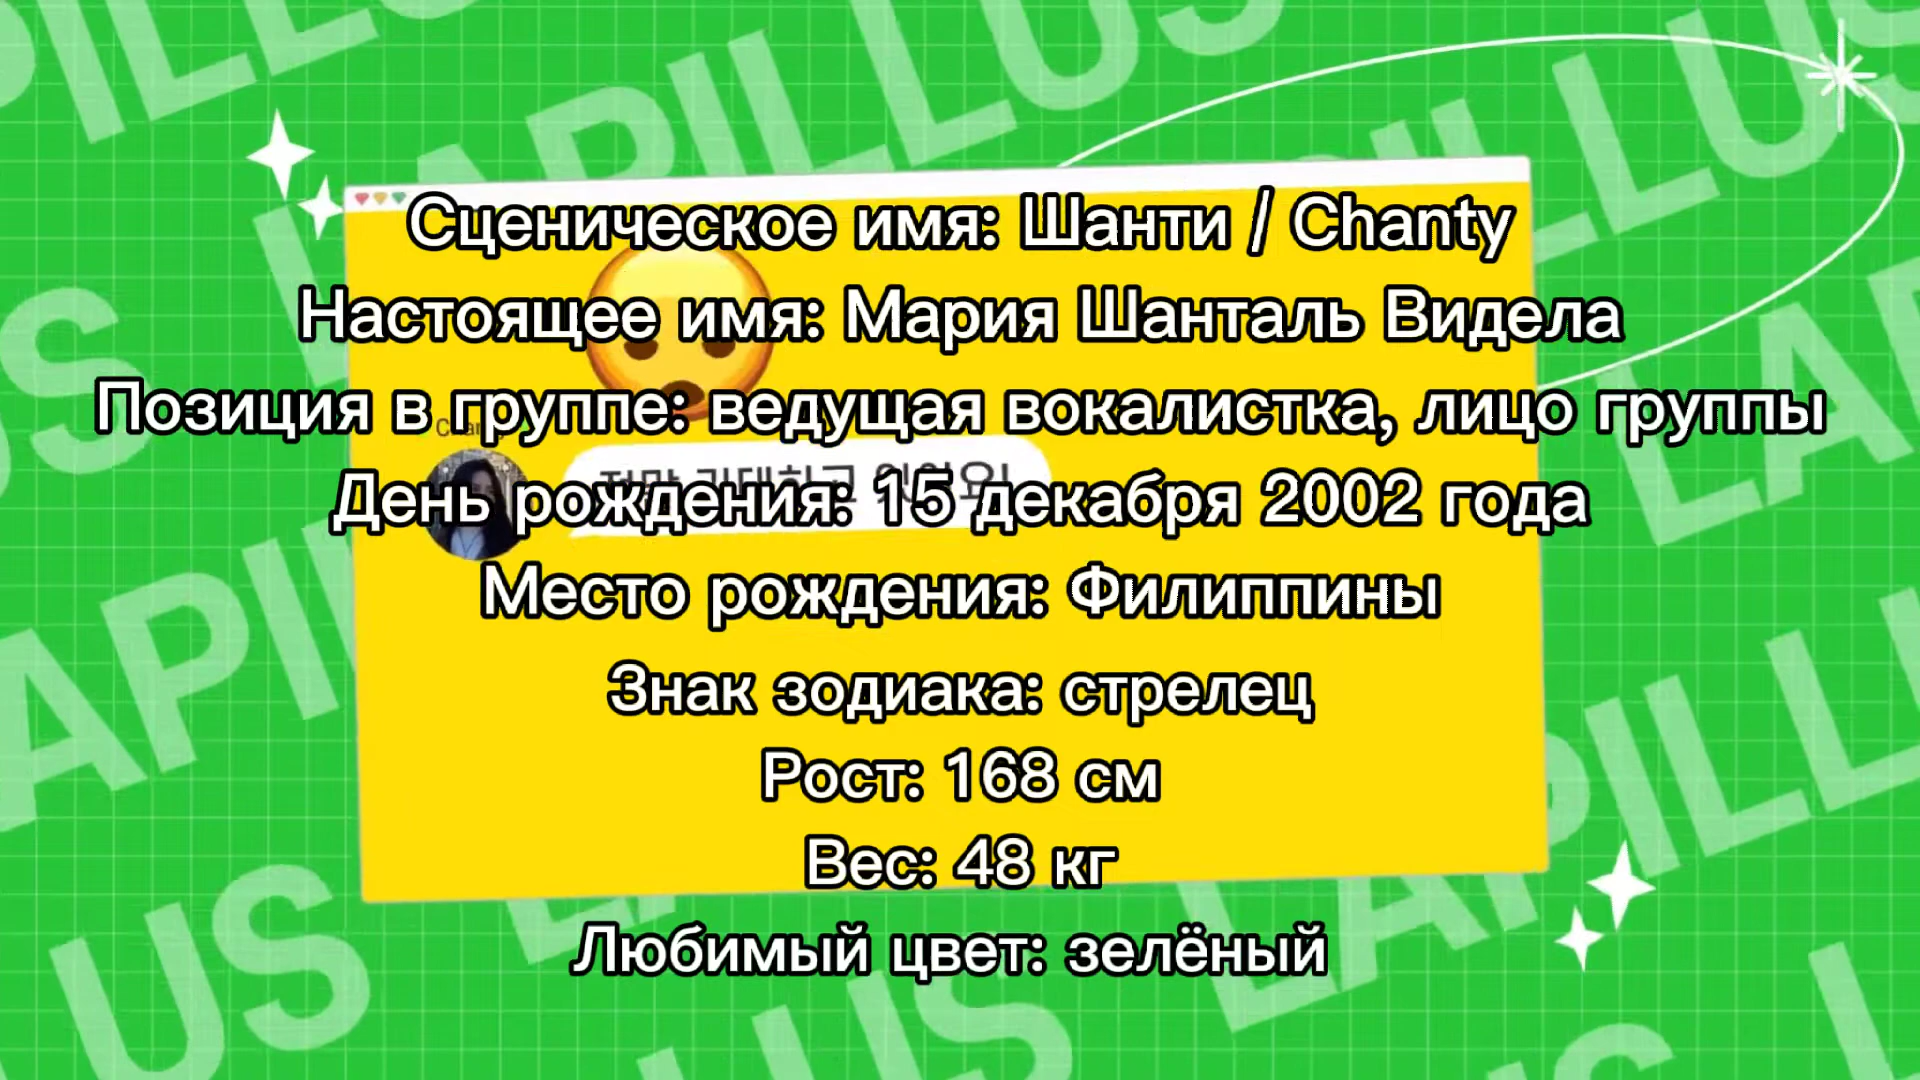 LAPILLUS
Сценическое имя: Шанти / Chanty
Настоящее имя: Мария Шанталь Видела
Позиция в группе: ведущая вокалистка, лицо группы
День рождения: 15 декабря 2002 года
Место рождения: Филиппины
Знак зодиака: стрелец
Рост: 168 см
Вес: 48 кг
Любимый цвет: зелёный